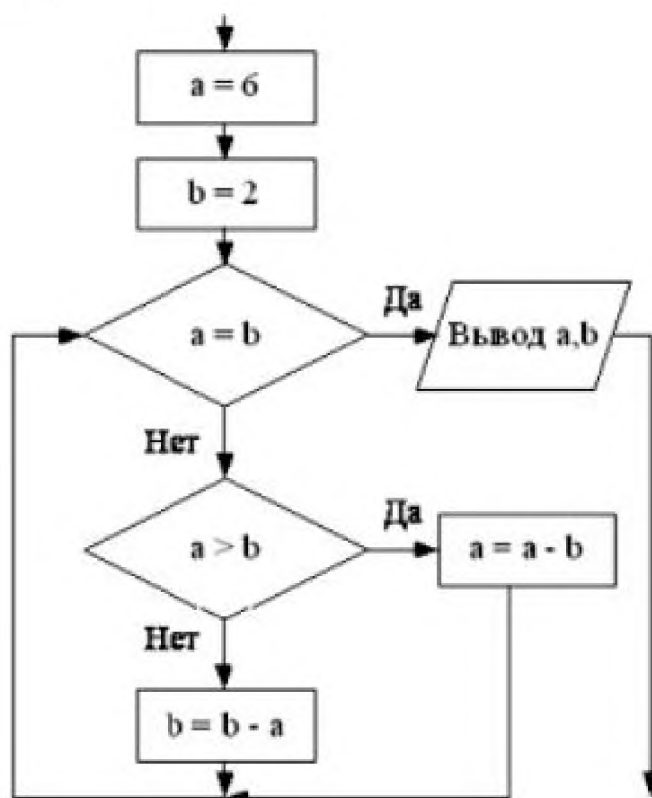 a = 6
b = 2
a = b
Да
Вывод a,b
Нет
a > b
Да
a = a - b
Нет
b = b - a